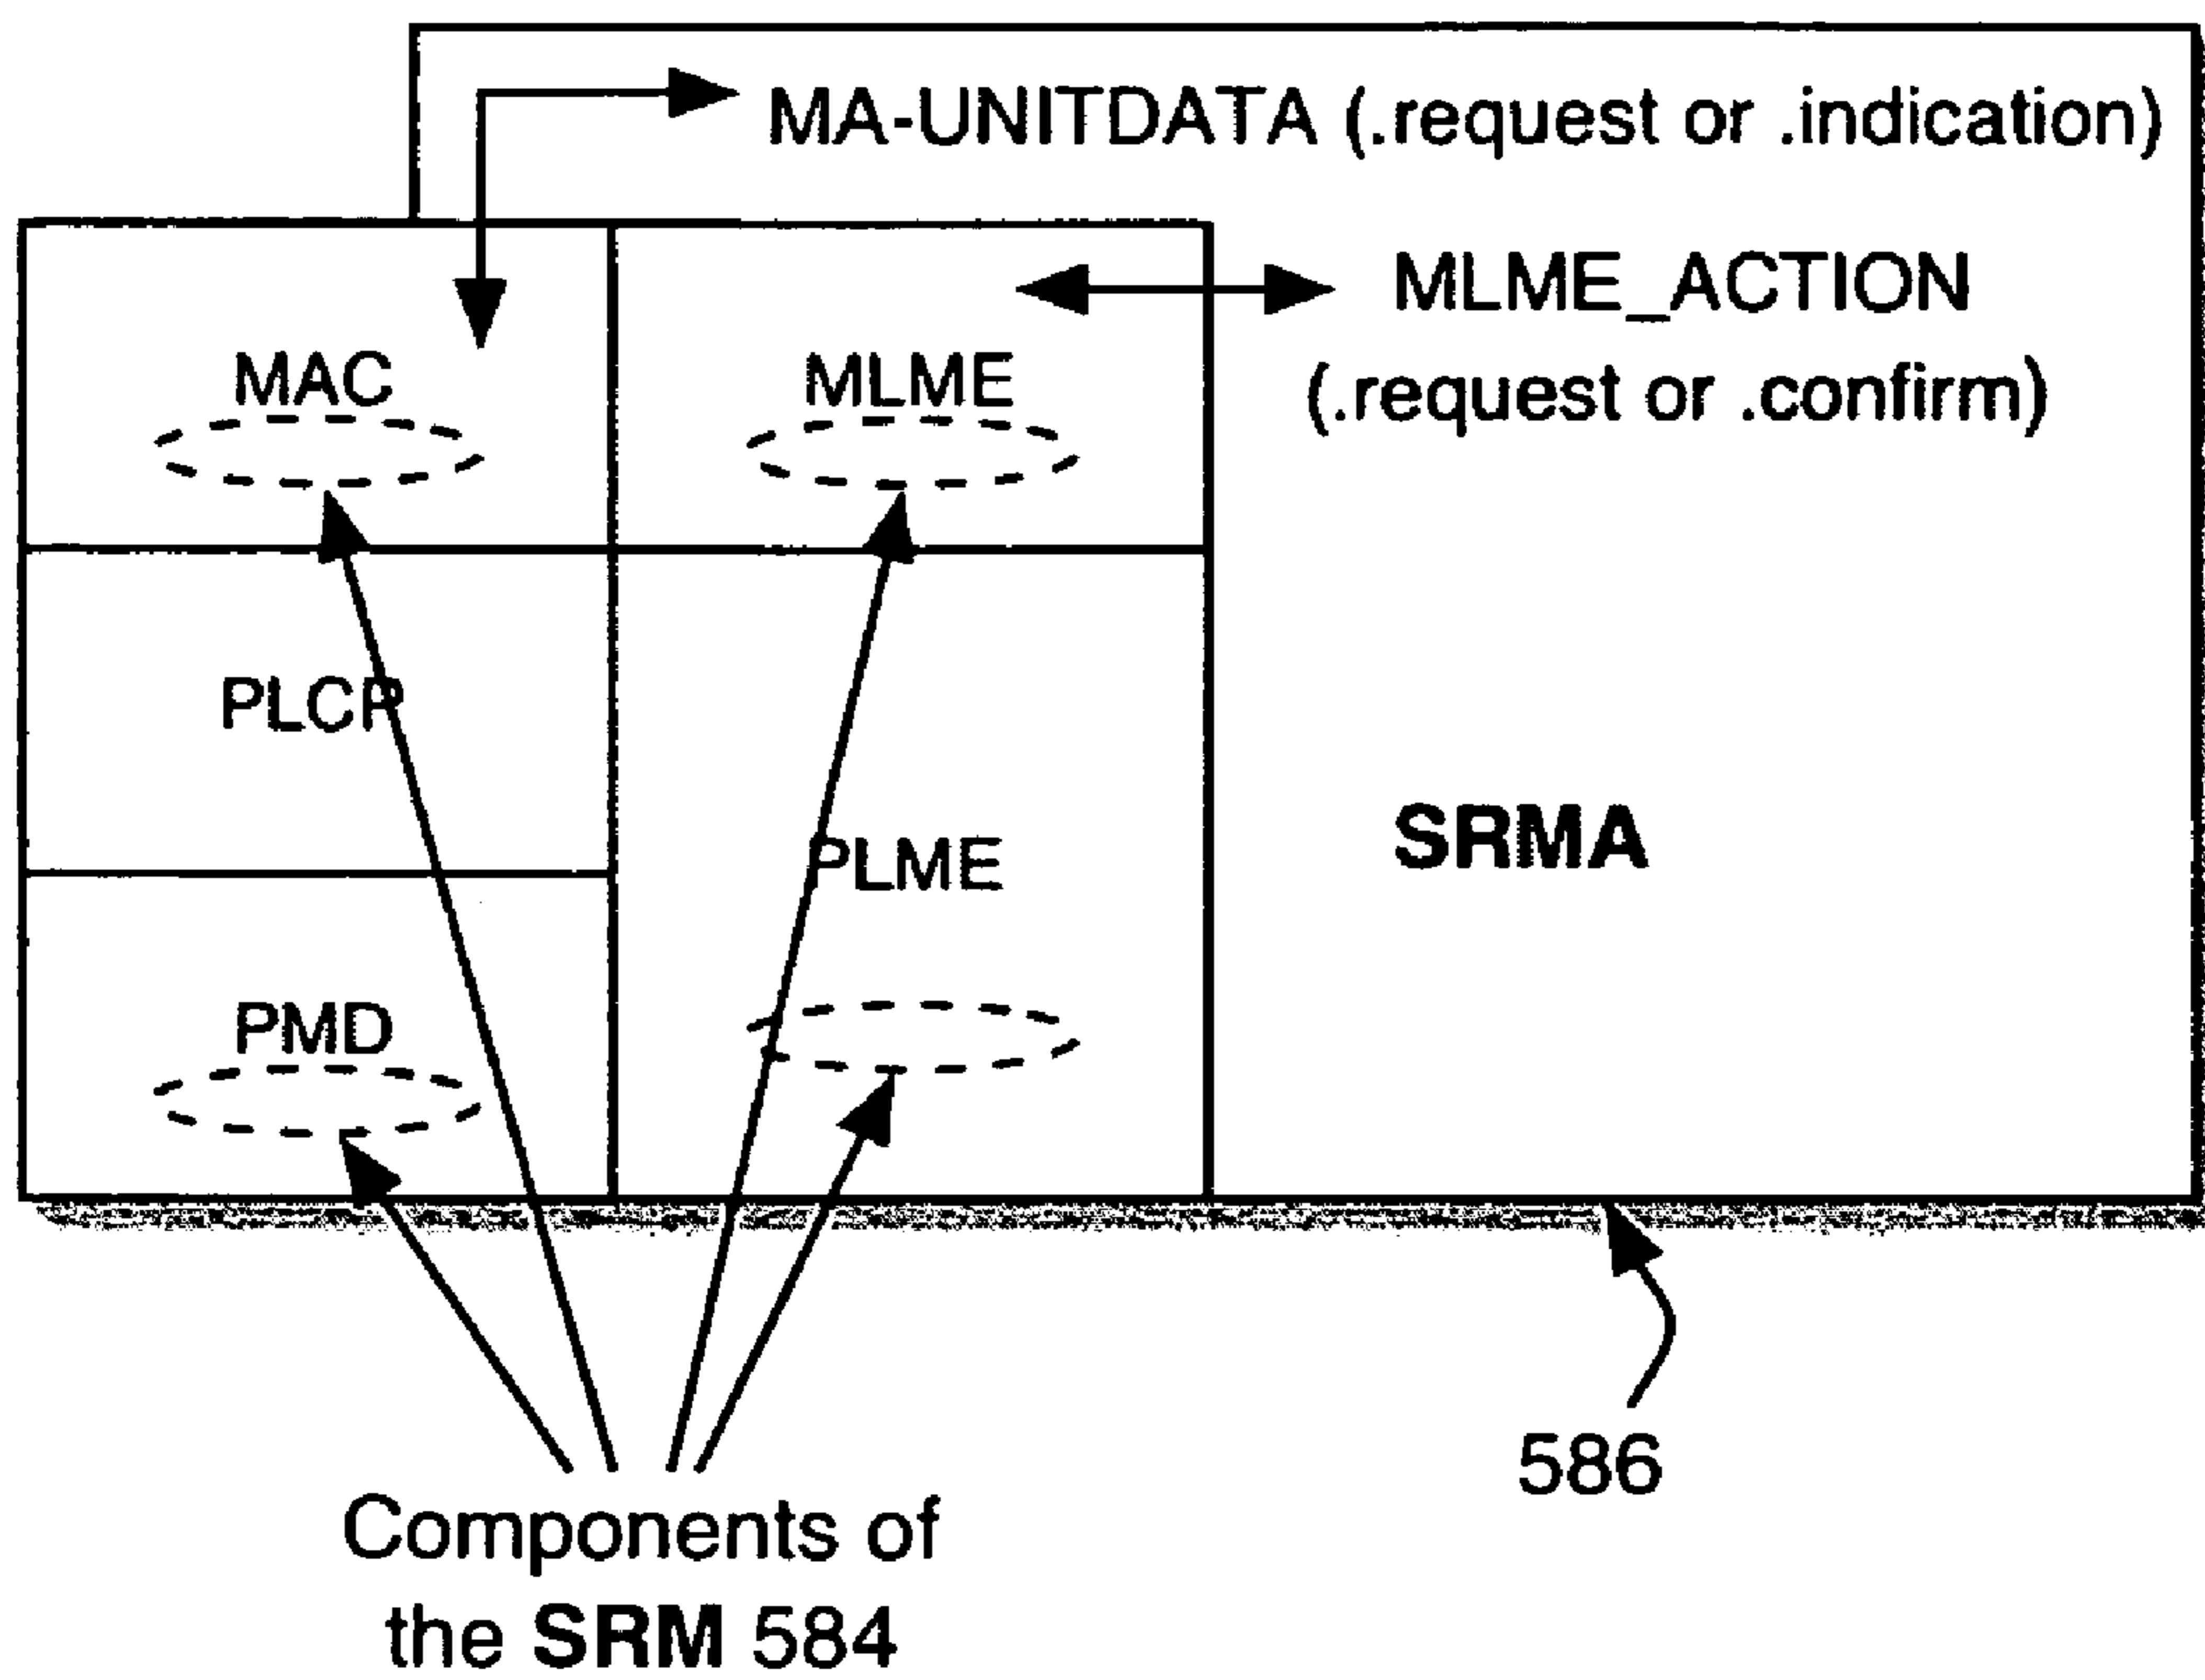 MA-UNITDATA (.request or .indication)
MLME_ACTION
(.request or .confirm)
MAC
MLME
PLCP
PLME
SRMA
PMD
586
Components of
the SRM 584